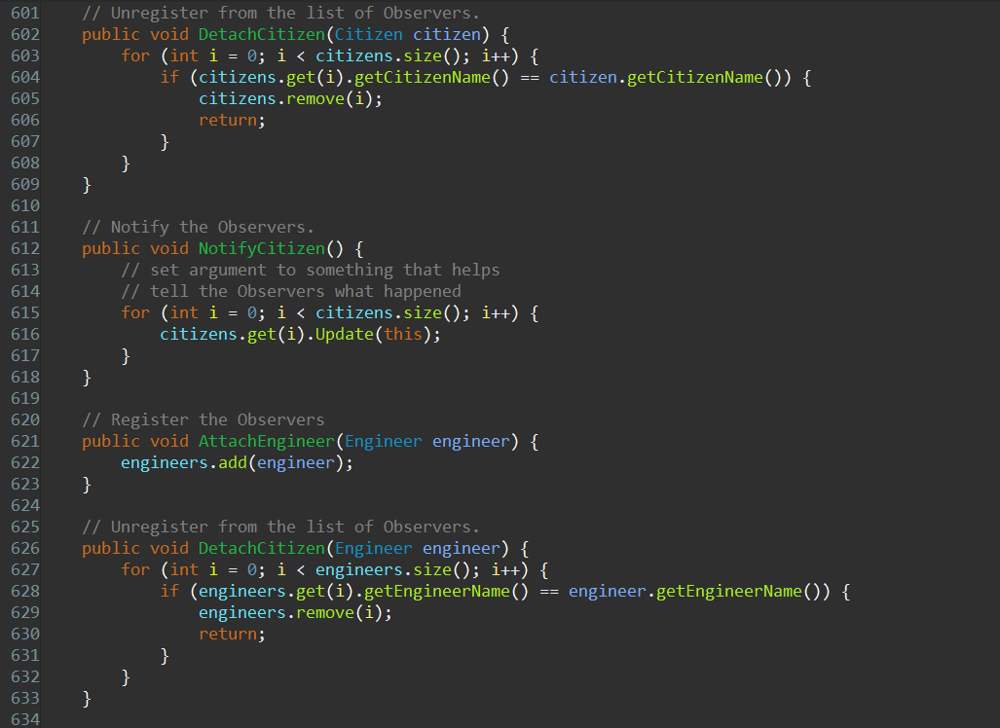 601    // Unregister from the list of Observers.
602    public void DetachCitizen(Citizen citizen) {
603        for (int i = 0; i < citizens.size(); i++) {
604            if (citizens.get(i).getCitizenName() == citizen.getCitizenName()) {
605                citizens.remove(i);
606                return;
607            }
608        }
609    }
610
611    // Notify the Observers.
612    public void NotifyCitizen() {
613        // set argument to something that helps
614        // tell the Observers what happened
615        for (int i = 0; i < citizens.size(); i++) {
616            citizens.get(i).Update(this);
617        }
618    }
619
620    // Register the Observers
621    public void AttachEngineer(Engineer engineer) {
622        engineers.add(engineer);
623    }
624
625    // Unregister from the list of Observers.
626    public void DetachCitizen(Engineer engineer) {
627        for (int i = 0; i < engineers.size(); i++) {
628            if (engineers.get(i).getEngineerName() == engineer.getEngineerName()) {
629                engineers.remove(i);
630                return;
631            }
632        }
633    }
634